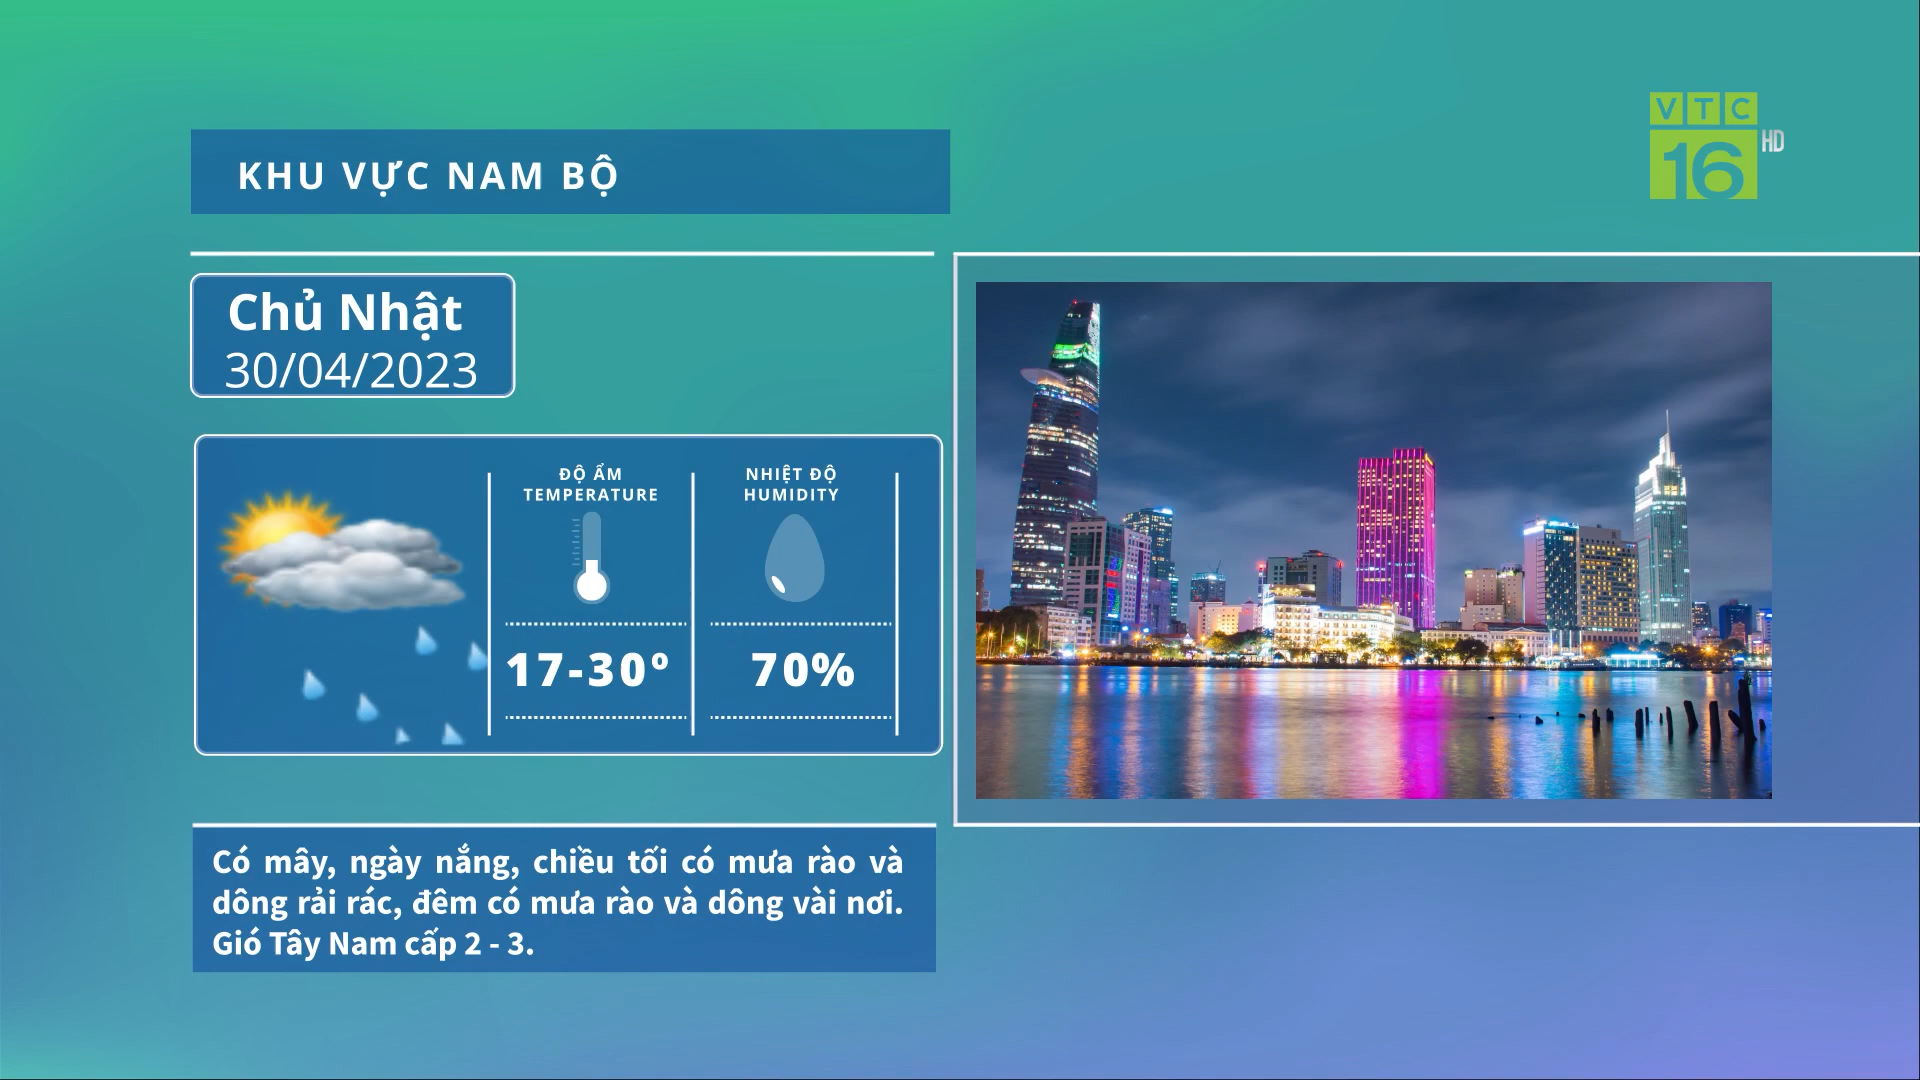 KHU VỰC NAM BỘ
VTC
16
HD
Chủ Nhật
30/04/2023
ĐỘ ẨM
TEMPERATURE
17-30°
NHIỆT ĐỘ
HUMIDITY
70%
Có mây, ngày nắng, chiều tối có mưa rào và
dông rải rác, đêm có mưa rào và dông vài nơi.
Gió Tây Nam cấp 2 - 3.